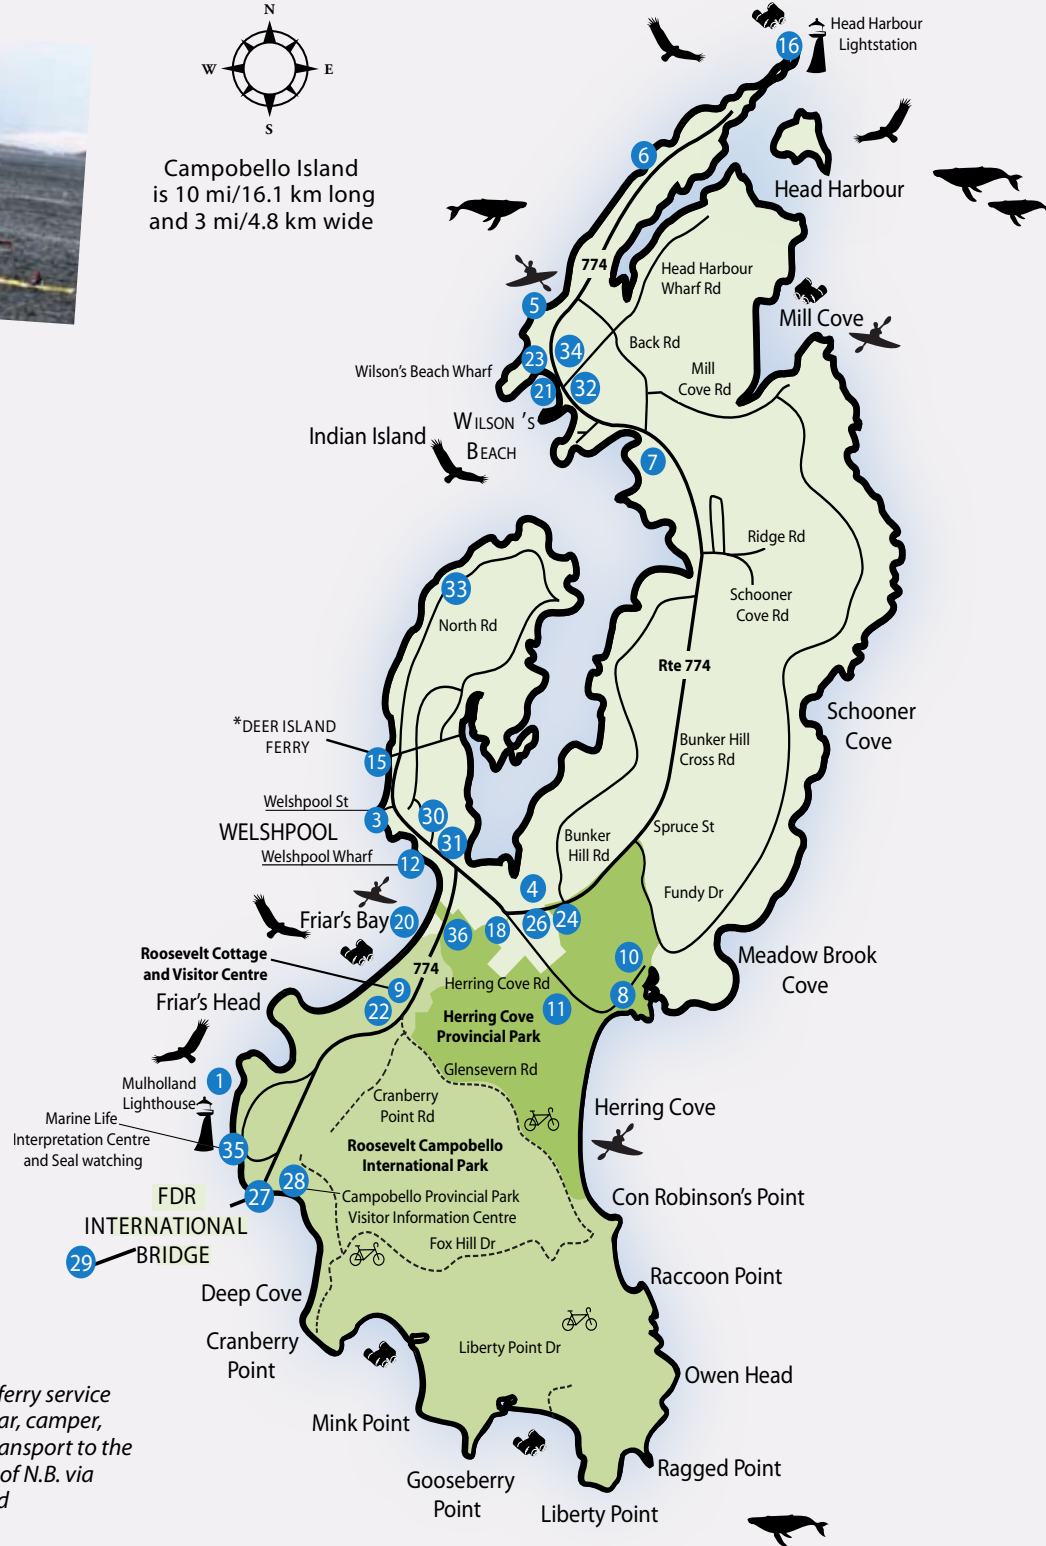 N
W
E
S
Campobello Island
is 10 mi/16.1 km long
and 3 mi/4.8 km wide
Head Harbour
Lightstation
16
6
Head Harbour
774
Head Harbour
Wharf Rd
Mill Cove
5
Back Rd
34
23
Wilson's Beach Wharf
Mill
Cove Rd
32
21
WILSON 'S
BEACH
Indian Island
7
Ridge Rd
Schooner
Cove Rd
33
North Rd
Rte 774
Schooner
Cove
*DEER ISLAND
FERRY
15
Bunker Hill
Cross Rd
Welshpool St
3
30
WELSHPOOL
31
Spruce St
Bunker
Hill Rd
Welshpool Wharf
12
4
Fundy Dr
Friar's Bay
20
36
18
26
24
Roosevelt Cottage
and Visitor Centre
774
10
Meadow Brook
Cove
Friar's Head
9
22
Herring Cove Rd
8
11
Herring Cove
Provincial Park
Glensevern Rd
Mulholland
Lighthouse
1
Cranberry
Point Rd
Herring Cove
Marine Life
Interpretation Centre
and Seal watching
35
Roosevelt Campobello
International Park
28
Campobello Provincial Park
Visitor Information Centre
Con Robinson's Point
27
FDR
INTERNATIONAL
BRIDGE
29
Fox Hill Dr
Raccoon Point
Deep Cove
Cranberry
Point
Liberty Point Dr
Owen Head
Mink Point
Gooseberry
Point
Ragged Point
Liberty Point
ferry service
ar, camper,
ansport to the
of N.B. via
d